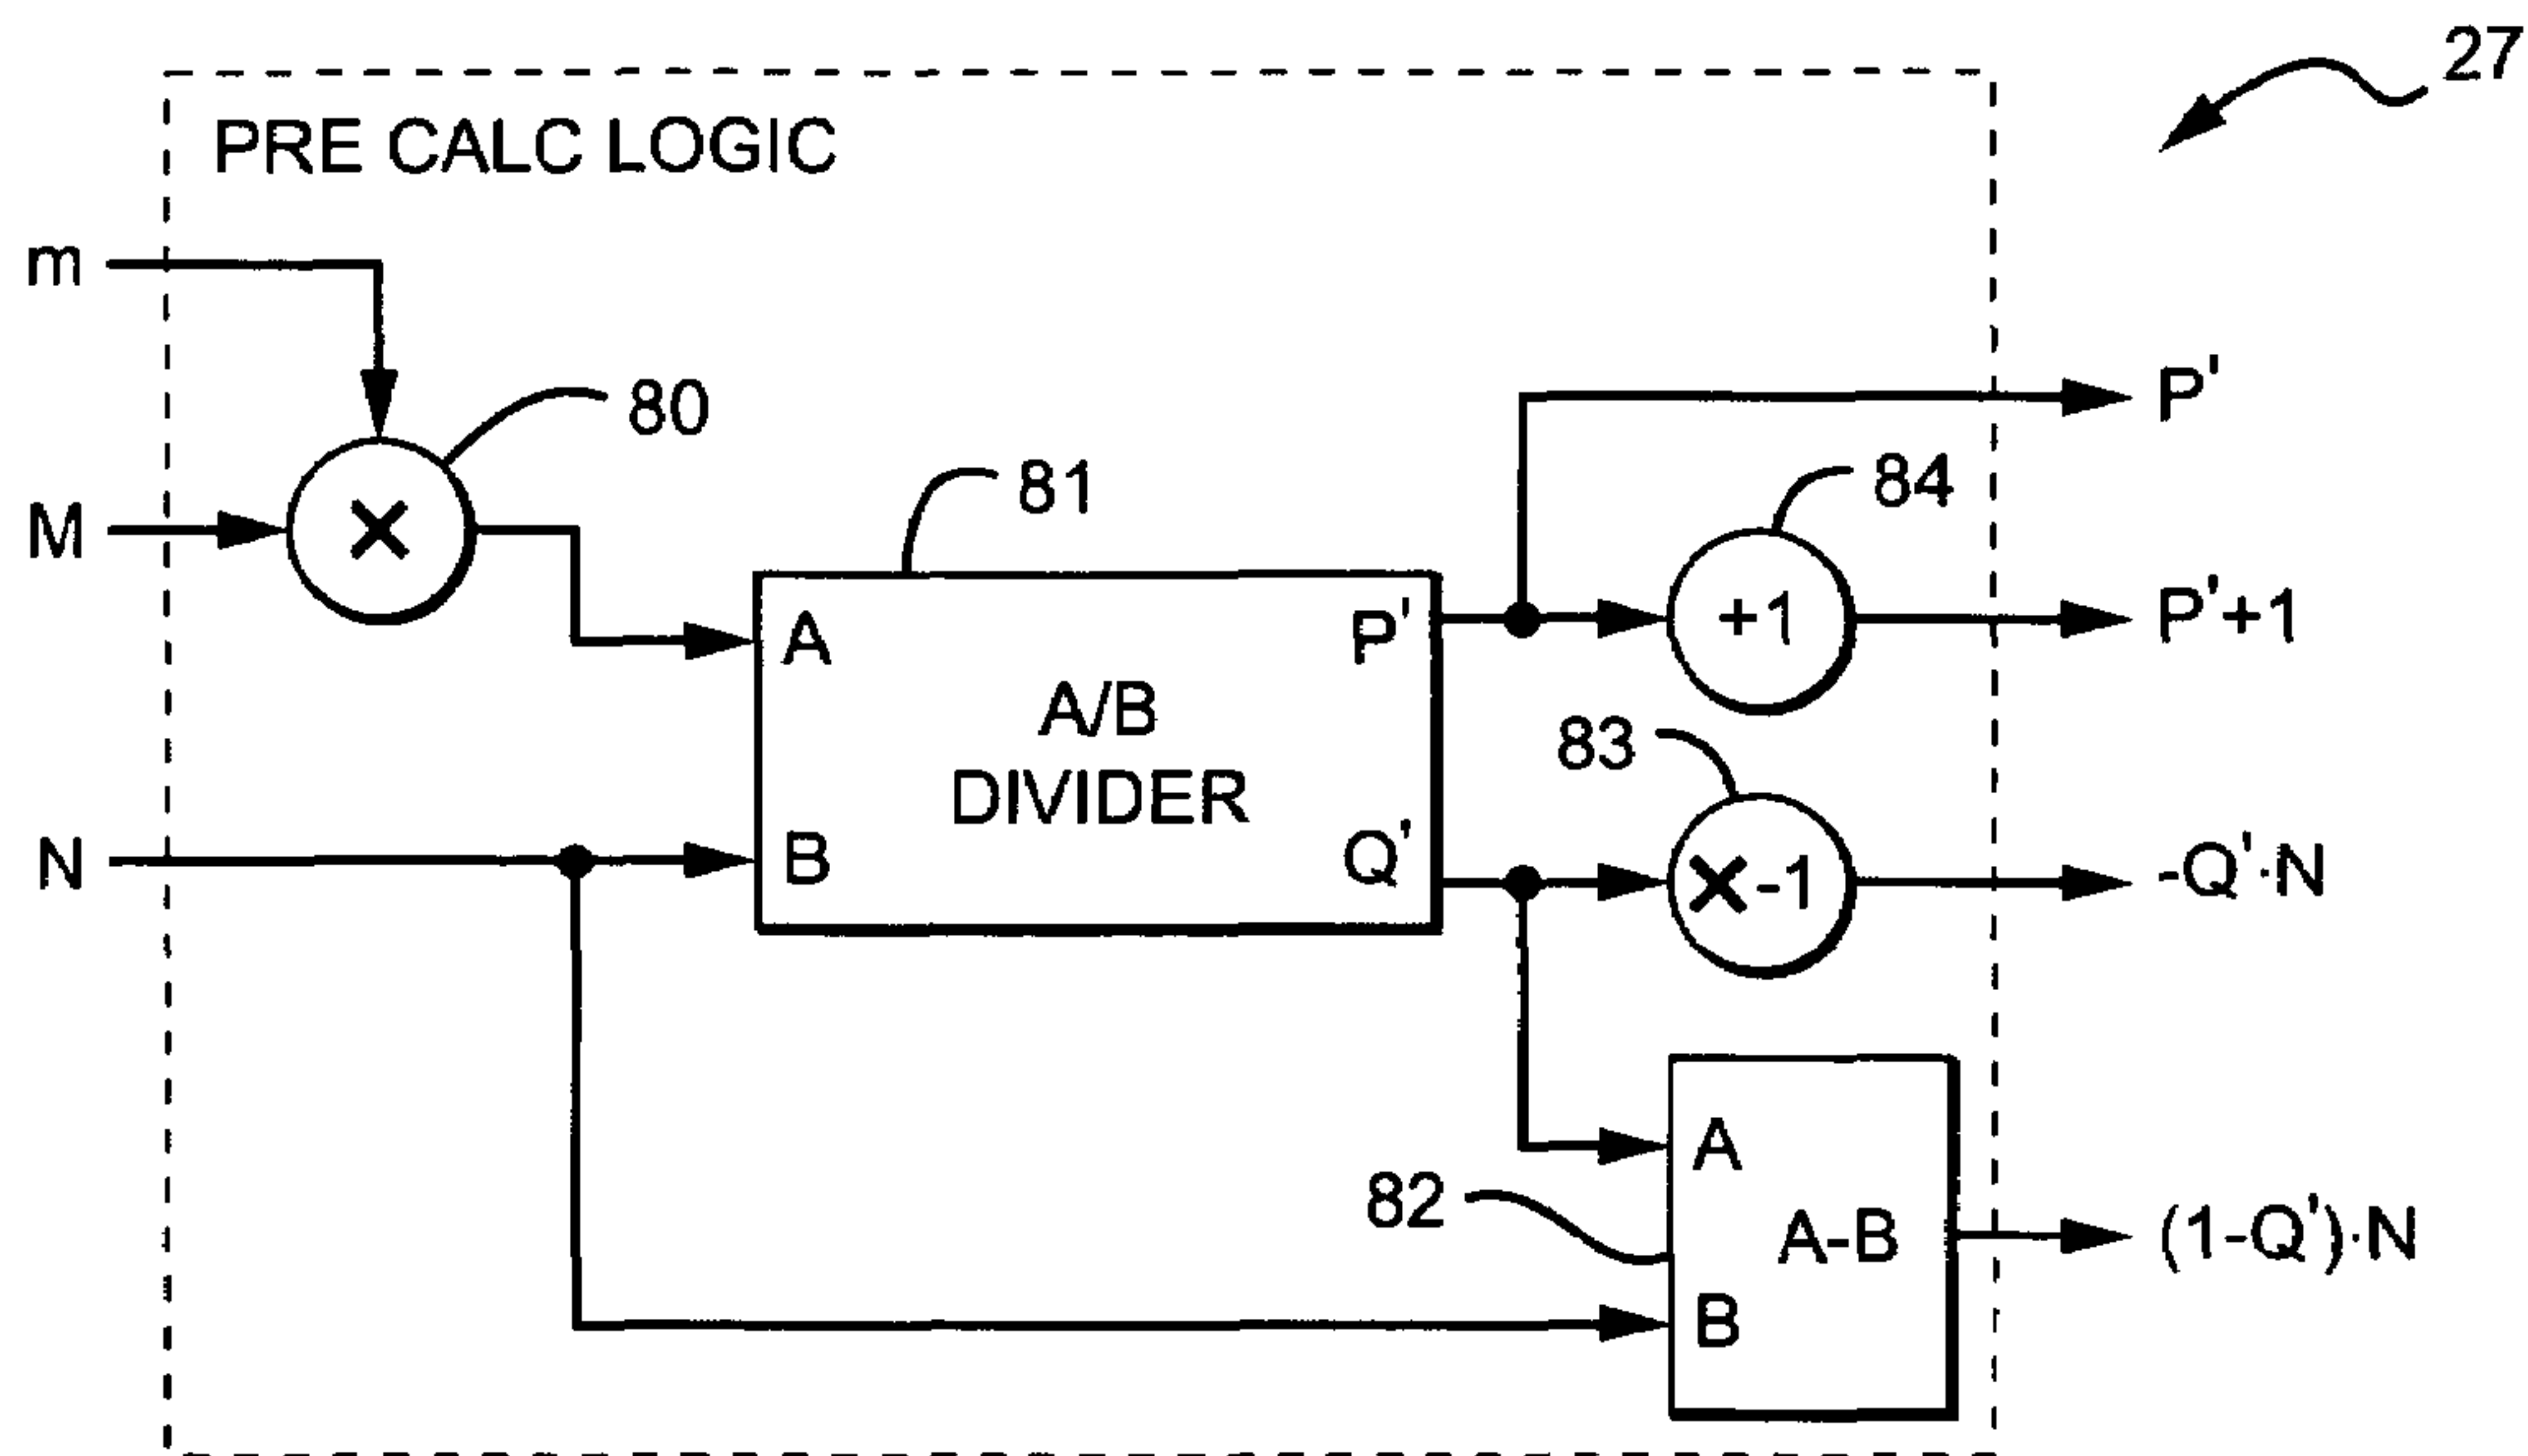 27
PRE CALC LOGIC
m
80
M
×
81
P'
84
+1
P'+1
A
P'
A/B
DIVIDER
83
N
B
Q'
×-1
-Q'·N
82
A
A-B
B
(1-Q')·N